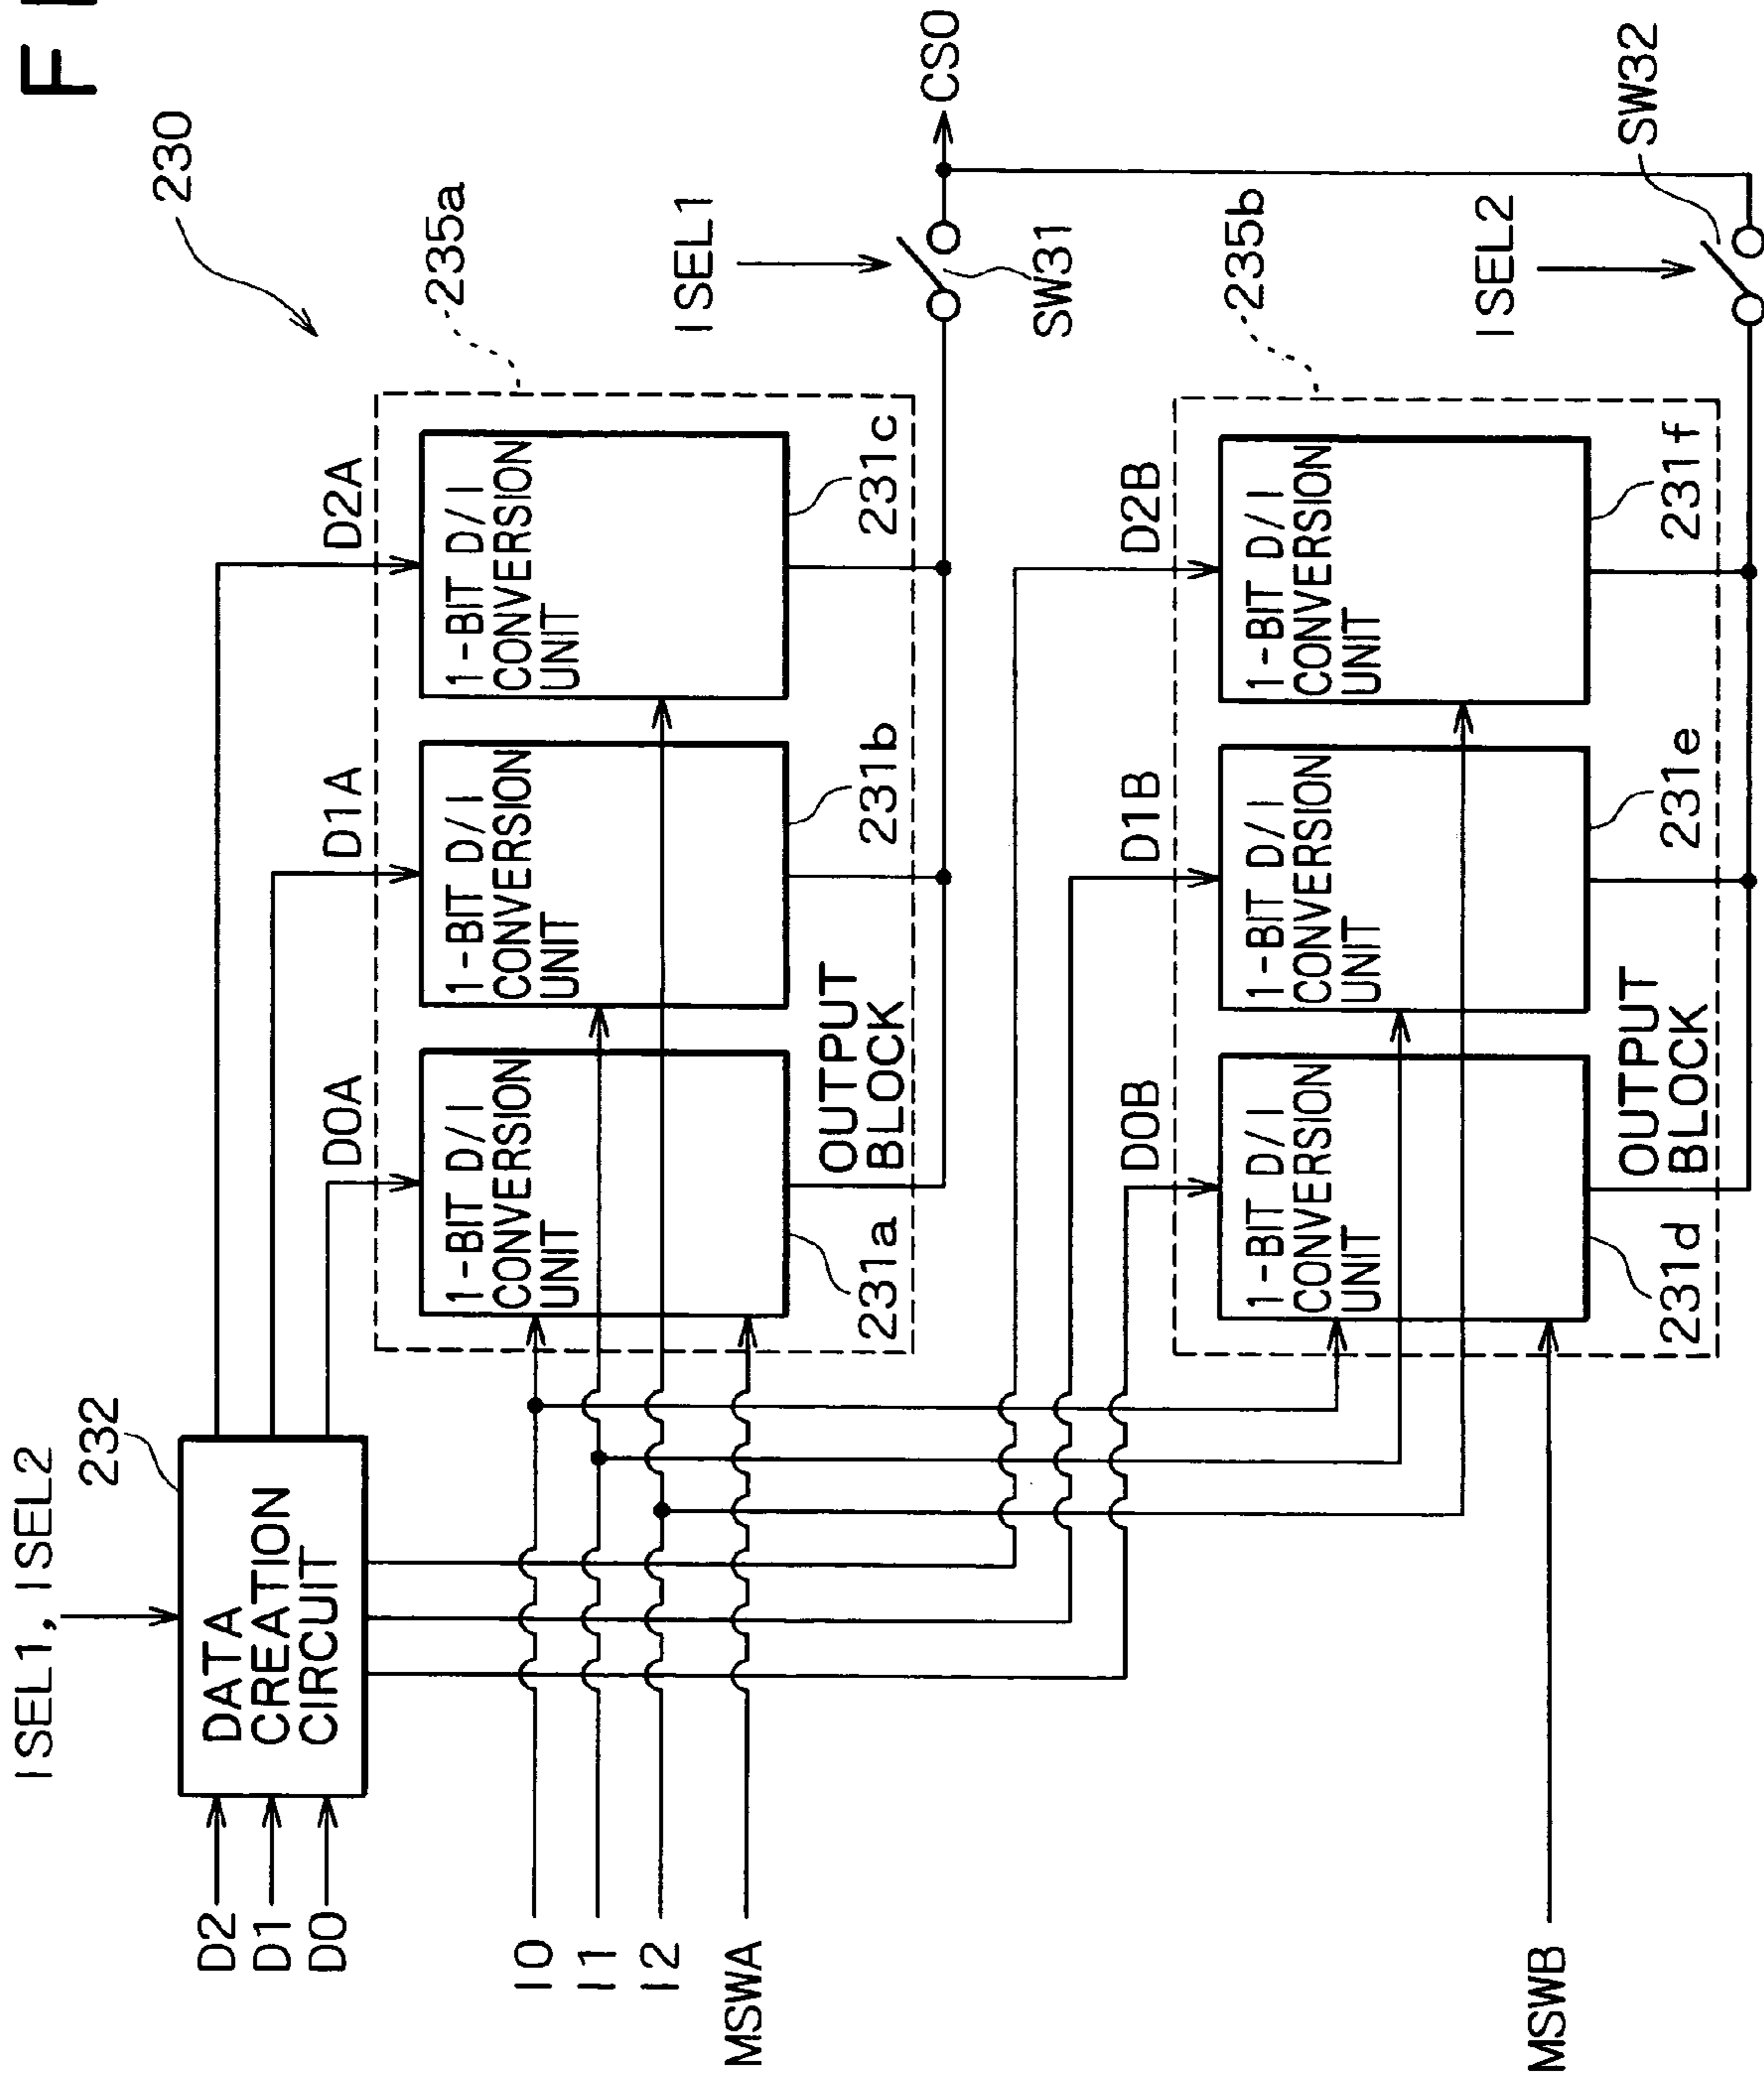 F I
ISEL1, ISEL2
232
230
D2
D1
D0
DATA
CREATION
CIRCUIT
D0A
D1A
D2A
235a
1-BIT D/I
CONVERSION
UNIT
1-BIT D/I
CONVERSION
UNIT
1-BIT D/I
CONVERSION
UNIT
I0
I1
I2
MSWA
231a
OUTPUT
BLOCK
231b
231c
ISEL1
CSO
SW31
D0B
D1B
D2B
235b
1-BIT D/I
CONVERSION
UNIT
1-BIT D/I
CONVERSION
UNIT
1-BIT D/I
CONVERSION
UNIT
MSWB
231d
OUTPUT
BLOCK
231e
231f
ISEL2
SW32